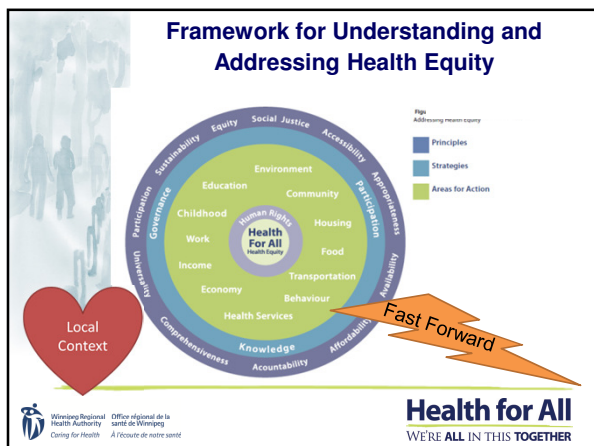 Framework for Understanding and
Addressing Health Equity
Figu
Addressing Health Equity
Principles
Strategies
Areas for Action
Participation
Sustainability
Equity
Social Justice
Accessibility
Appropriateness
Availability
Affordability
Acountability
Comprehensiveness
Universality
Governance
Participation
Knowledge
Environment
Education
Community
Childhood
Housing
Work
Food
Income
Transportation
Economy
Behaviour
Health Services
Human Rights
Health
For All
Health Equity
Local
Context
Fast Forward
Winnipeg Regional
Health Authority
Caring for Health
Office régional de la
santé de Winnipeg
À l'écoute de notre santé
Health for All
WE'RE ALL IN THIS TOGETHER